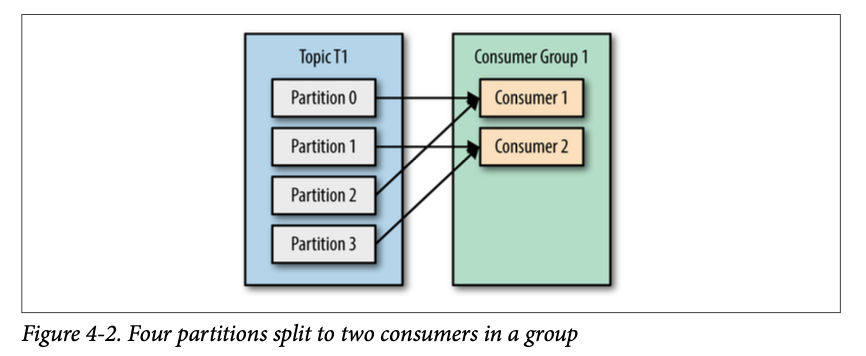 Topic T1
Partition 0
Partition 1
Partition 2
Partition 3
Consumer Group 1
Consumer 1
Consumer 2
Figure 4-2. Four partitions split to two consumers in a group